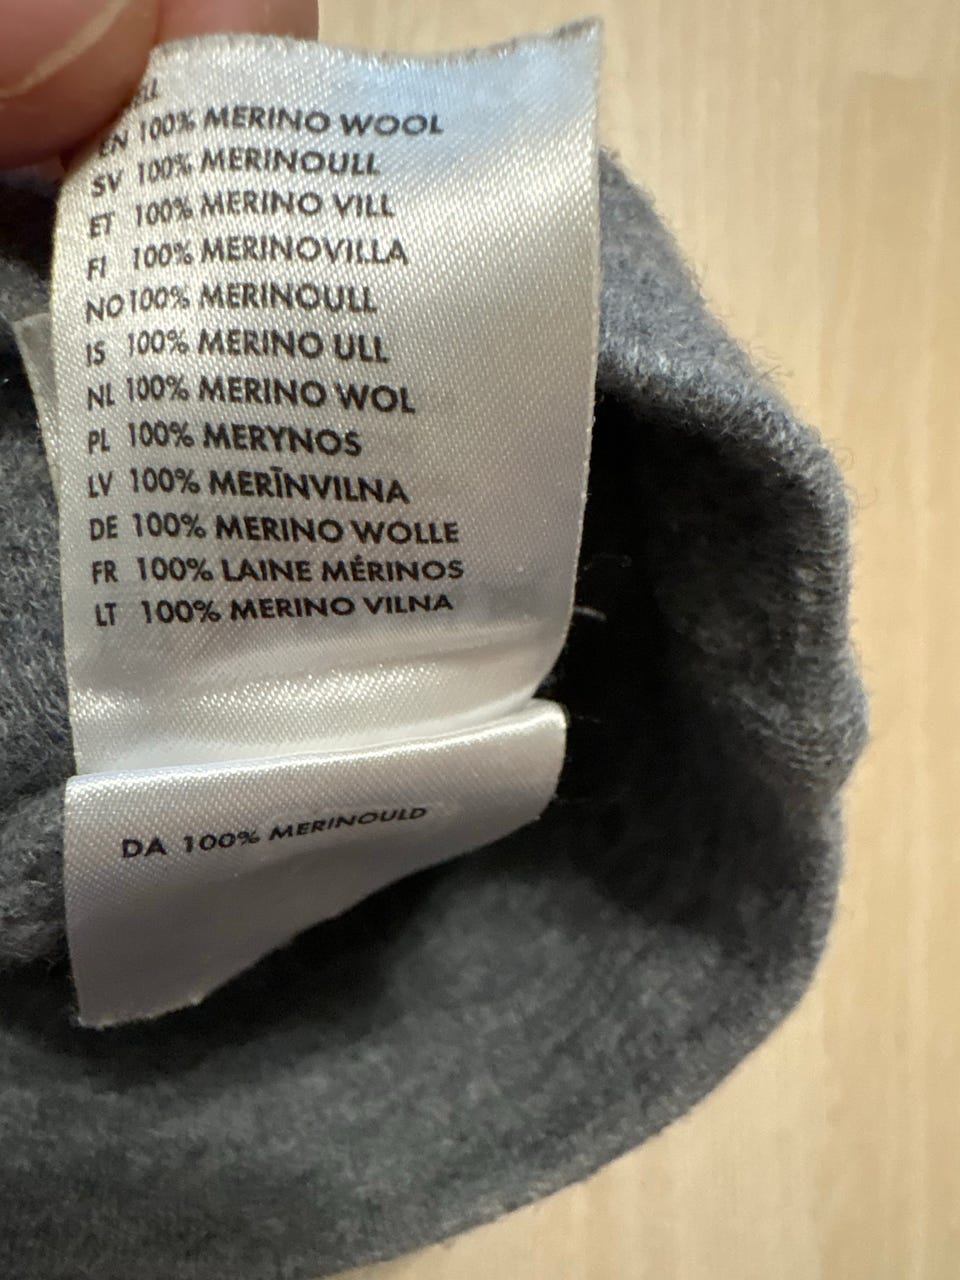 EN 100% MERINO WOOL
SV 100% MERINOULL
ET 100% MERINO VILL
FI 100% MERINOVILLA
NO 100% MERINOULL
IS 100% MERINO ULL
NL 100% MERINO WOL
PL 100% MERYNOS
LV 100% MERĪNVILNA
DE 100% MERINO WOLLE
FR 100% LAINE MÉRINOS
LT 100% MERINO VILNA
DA 100% MERINOULD